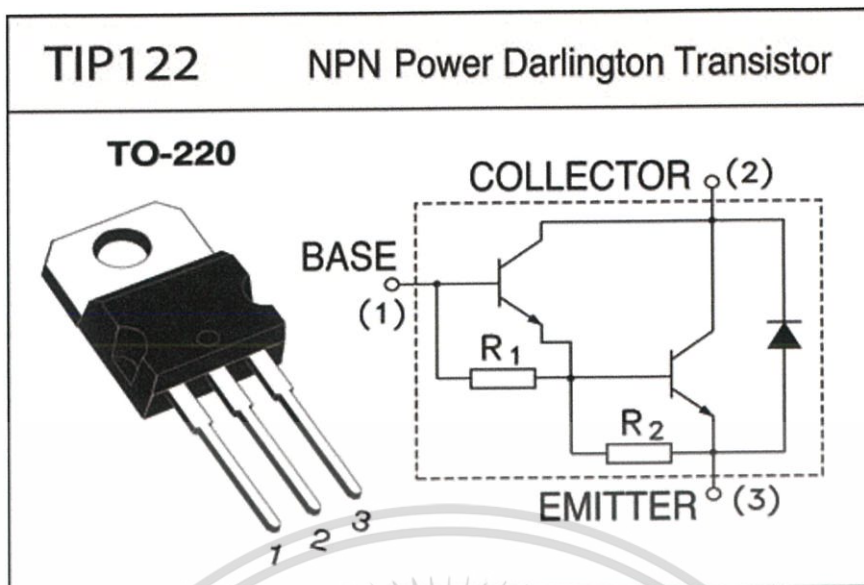 TIP122 NPN Power Darlington Transistor
TO-220
COLLECTOR (2)
BASE
(1)
R1
R2
EMITTER (3)
1 2 3